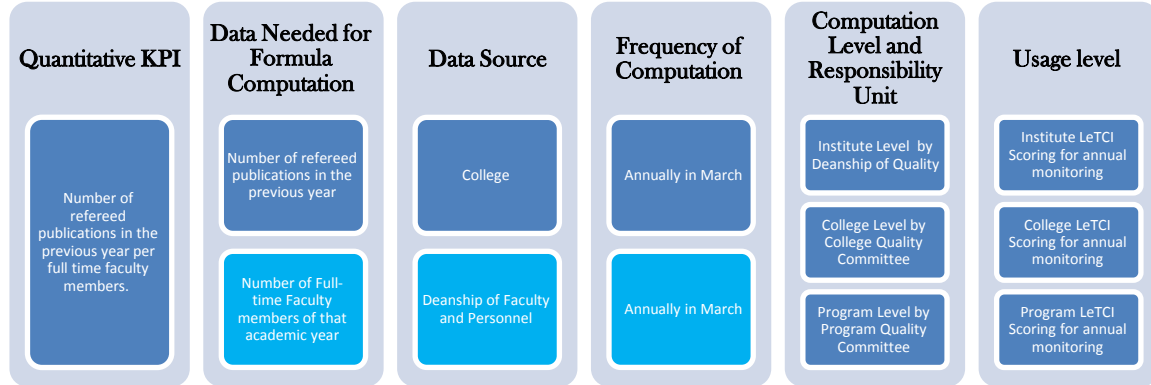 Quantitative KPI
Number of
refereed
publications in the
previous year per
full time faculty
members.
Data Needed for
Formula
Computation
Number of refereed
publications in the
previous year
Number of Full-
time Faculty
members of that
academic year
Data Source
College
Deanship of Faculty
and Personnel
Frequency of
Computation
Annually in March
Annually in March
Computation
Level and
Responsibility
Unit
Institute Level by
Deanship of Quality
College Level by
College Quality
Committee
Program Level by
Program Quality
Committee
Usage level
Institute LeTCI
Scoring for annual
monitoring
College LeTCI
Scoring for annual
monitoring
Program LeTCI
Scoring for annual
monitoring